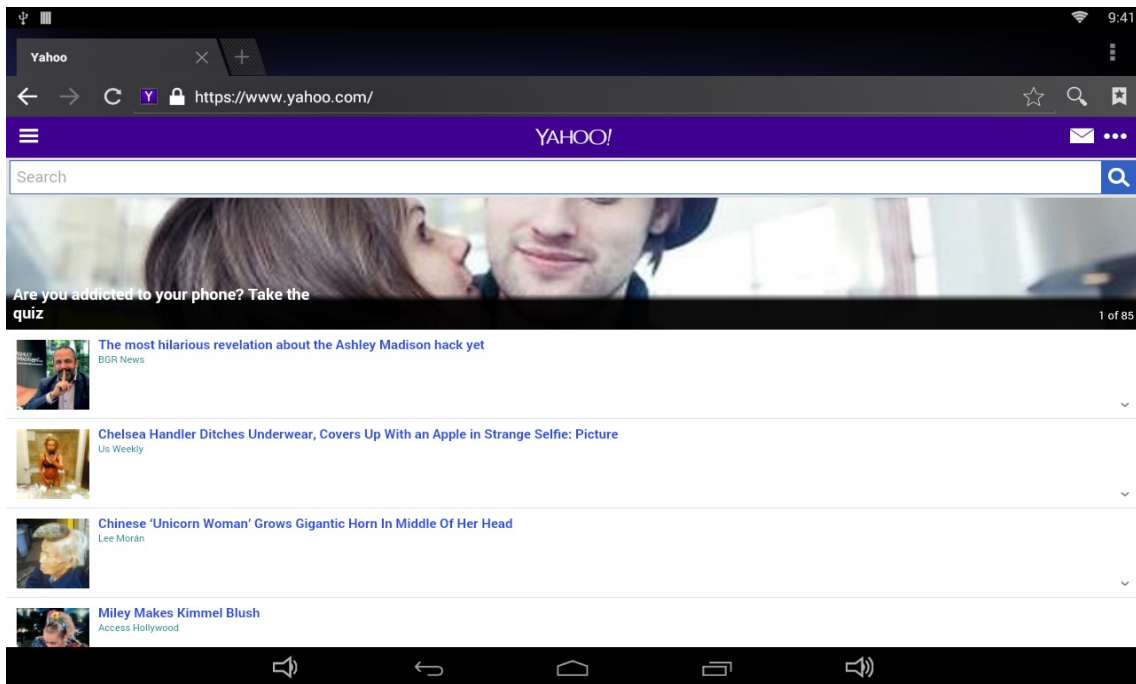 9:41
Yahoo
Y https://www.yahoo.com/
YAHOO!
Search
Are you addicted to your phone? Take the
quiz
1 of 85
The most hilarious revelation about the Ashley Madison hack yet
BGR News
Chelsea Handler Ditches Underwear, Covers Up With an Apple in Strange Selfie: Picture
Us Weekly
Chinese ‘Unicorn Woman’ Grows Gigantic Horn In Middle Of Her Head
Lee Moràn
Miley Makes Kimmel Blush
Access Hollywood